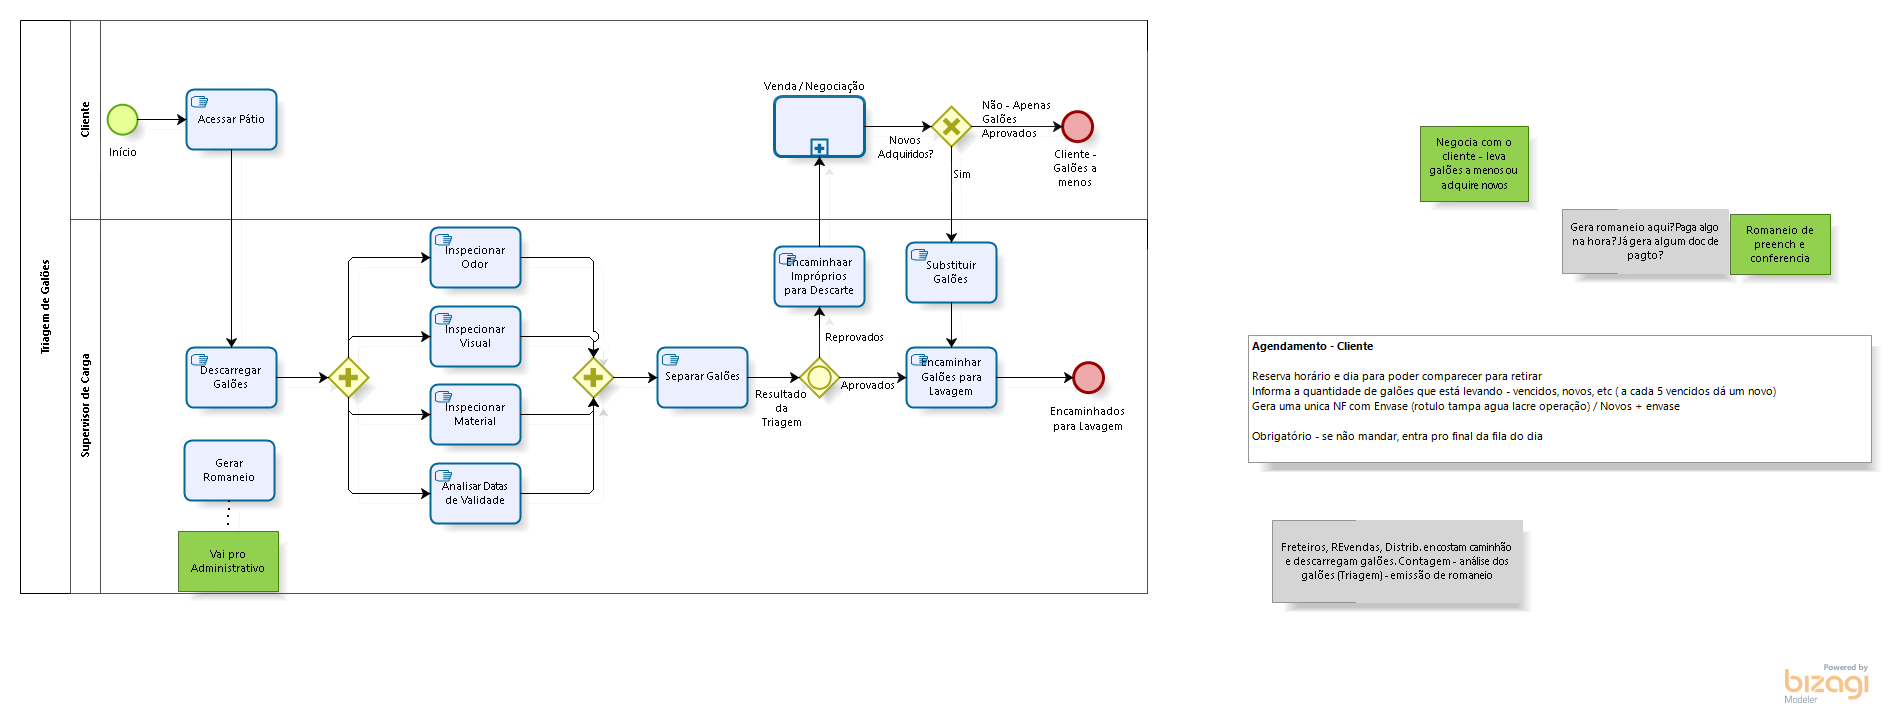 Triagem de Galões
Cliente
Início
Acessar Pátio
Venda / Negociação
Novos
Adquiridos?
Não - Apenas
Galões
Aprovados
Sim
Cliente -
Galões a
menos
Supervisor de Carga
Descarregar
Galões
Gerar
Romaneio
Vai pro
Administrativo
Inspecionar
Odor
Inspecionar
Visual
Inspecionar
Material
Analisar Datas
de Validade
Separar Galões
Resultado
da
Triagem
Reprovados
Aprovados
Encaminhaar
Impróprios
para Descarte
Substituir
Galões
Encaminhar
Galões para
Lavagem
Encaminhados
para Lavagem
Negocia com o
cliente - leva
galões a menos ou
adquire novos
Gera romaneio aqui?Paga algo
na hora? Já gera algum doc de
pagto?
Romaneio de
preench e
conferencia
Agendamento - Cliente
Reserva horário e dia para poder comparecer para retirar
Informa a quantidade de galões que está levando - vencidos, novos, etc ( a cada 5 vencidos dá um novo)
Gera uma unica NF com Envase (rotulo tampa agua lacre operação) / Novos + envase
Obrigatório - se não mandar, entra pro final da fila do dia
Freteiros, REvendas, Distrib. encostam caminhão
e descarregam galões. Contagem - análise dos
galões (Triagem) - emissão de romaneio
Powered by
bizagi
Modeler